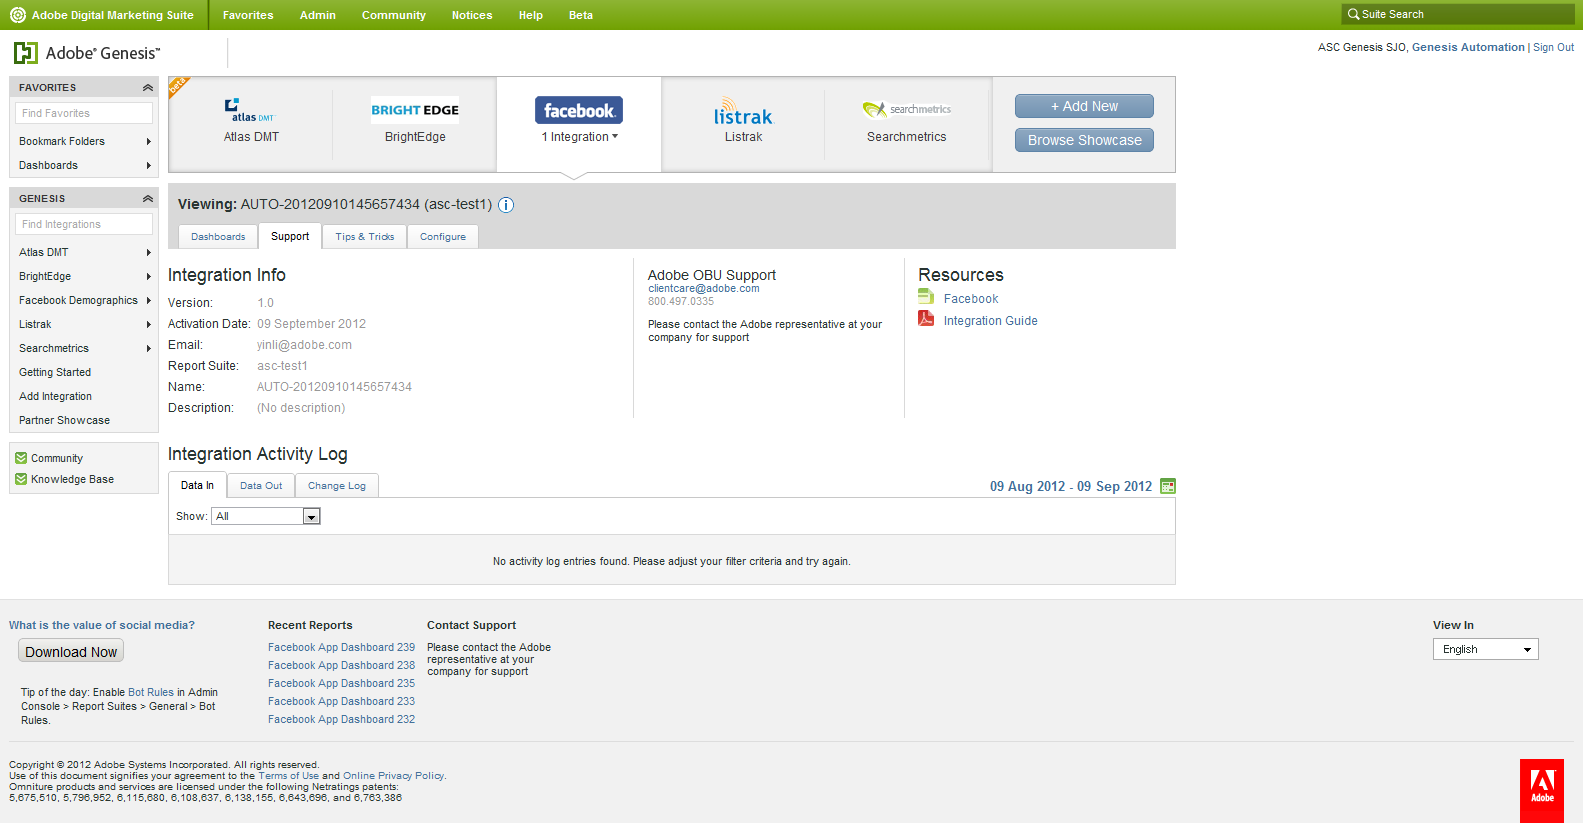 Adobe Digital Marketing Suite
Favorites
Admin
Community
Notices
Help
Beta
Suite Search
Adobe® Genesis™
ASC Genesis SJO, Genesis Automation | Sign Out
FAVORITES
Find Favorites
Bookmark Folders
Dashboards
GENESIS
Find Integrations
Atlas DMT
BrightEdge
Facebook Demographics
Listrak
Searchmetrics
Getting Started
Add Integration
Partner Showcase
Community
Knowledge Base
beta
atlas DMT
Atlas DMT
BRIGHT EDGE
BrightEdge
facebook
1 Integration
listrak
Listrak
searchmetrics
Searchmetrics
+ Add New
Browse Showcase
Viewing: AUTO-20120910145657434 (asc-test1)
Dashboards
Support
Tips & Tricks
Configure
Integration Info
Version: 1.0
Activation Date: 09 September 2012
Email: yinli@adobe.com
Report Suite: asc-test1
Name: AUTO-20120910145657434
Description: (No description)
Adobe OBU Support
clientcare@adobe.com
800.497.0335
Please contact the Adobe representative at your
company for support
Resources
Facebook
Integration Guide
Integration Activity Log
Data In
Data Out
Change Log
09 Aug 2012 - 09 Sep 2012
Show: All
No activity log entries found. Please adjust your filter criteria and try again.
What is the value of social media?
Download Now
Tip of the day: Enable Bot Rules in Admin
Console > Report Suites > General > Bot
Rules.
Recent Reports
Facebook App Dashboard 239
Facebook App Dashboard 238
Facebook App Dashboard 235
Facebook App Dashboard 233
Facebook App Dashboard 232
Contact Support
Please contact the Adobe
representative at your
company for support
View In
English
Copyright © 2012 Adobe Systems Incorporated. All rights reserved.
Use of this document signifies your agreement to the Terms of Use and Online Privacy Policy.
Omniture products and services are licensed under the following Netratings patents:
5,675,510, 5,796,952, 6,115,680, 6,108,637, 6,138,155, 6,643,696, and 6,763,386
Adobe